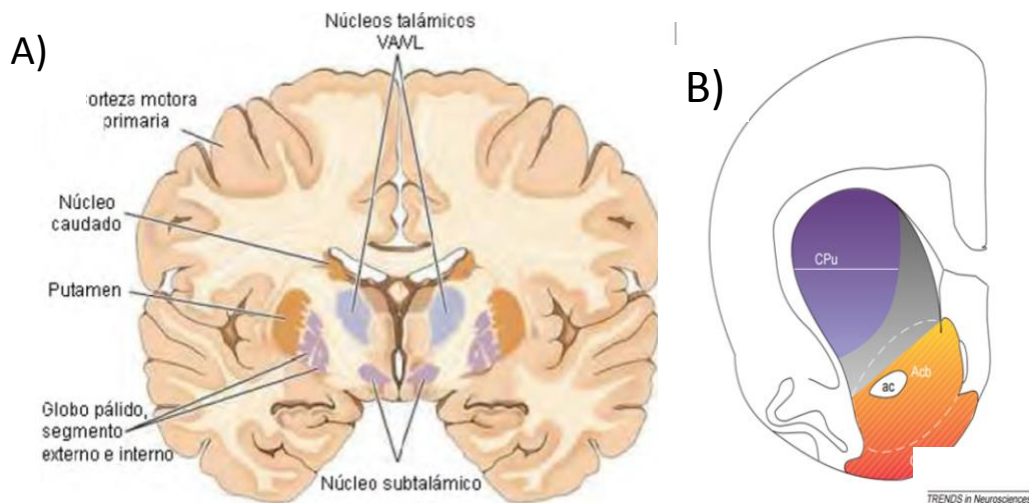 A)
Núcleos talámicos
VA/VL
orteza motora
primaria
Núcleo
caudado
Putamen
Globo pálido,
segmento
externo e interno
Núcleo subtalámico
B)
CPu
Acb
ac
TRENDS in Neurosciences